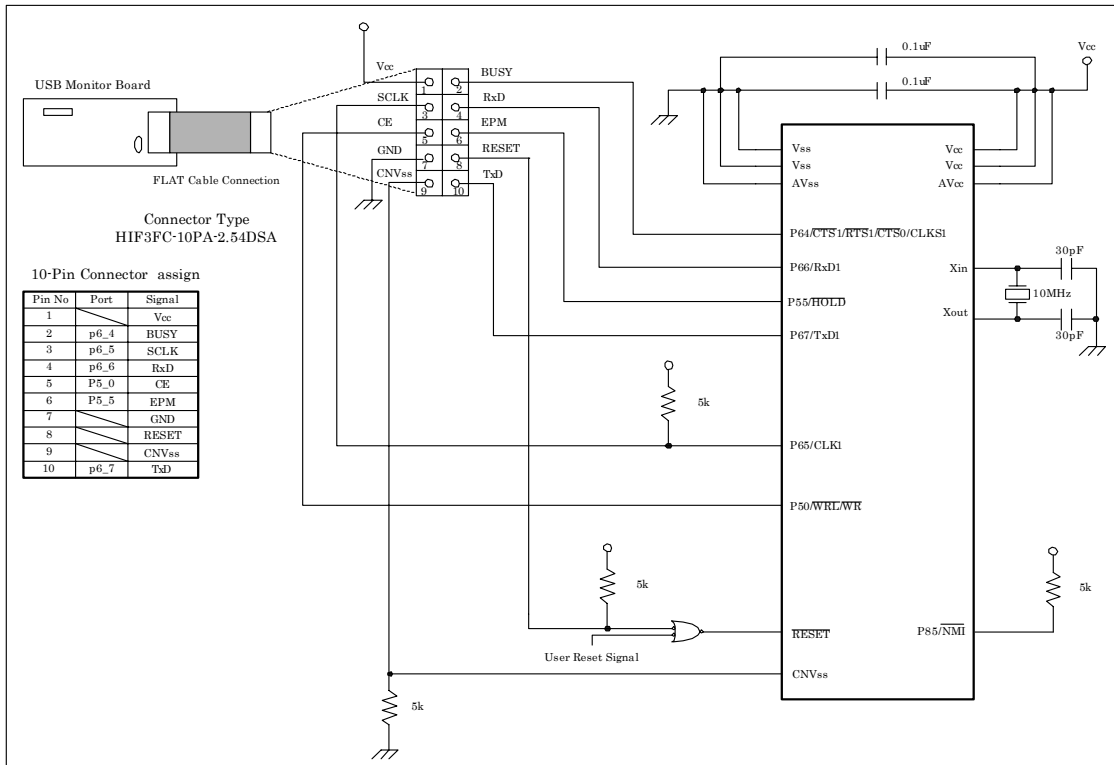 USB Monitor Board
FLAT Cable Connection
Connector Type
HIF3FC-10PA-2.54DSA
10-Pin Connector assign
Pin No Port Signal
1 Vcc
2 p6_4 BUSY
3 p6_5 SCLK
4 p6_6 RxD
5 P5_0 CE
6 P5_5 EPM
7 GND
8 RESET
9 CNVss
10 p6_7 TxD
Vcc 1 2 BUSY
SCLK 3 4 RxD
CE 5 6 EPM
GND 7 8 RESET
CNVss 9 10 TxD
0.1uF
0.1uF
Vcc
Vss
Vss
AVss
Vcc
Vcc
AVcc
P64/CTS1/RTS1/CTS0/CLKS1
P66/RxD1
P55/HOLD
P67/TxD1
Xin
Xout
30pF
10MHz
30pF
5k
P65/CLK1
P50/WRL/WR
5k
User Reset Signal
RESET
P85/NMI
5k
CNVss
5k